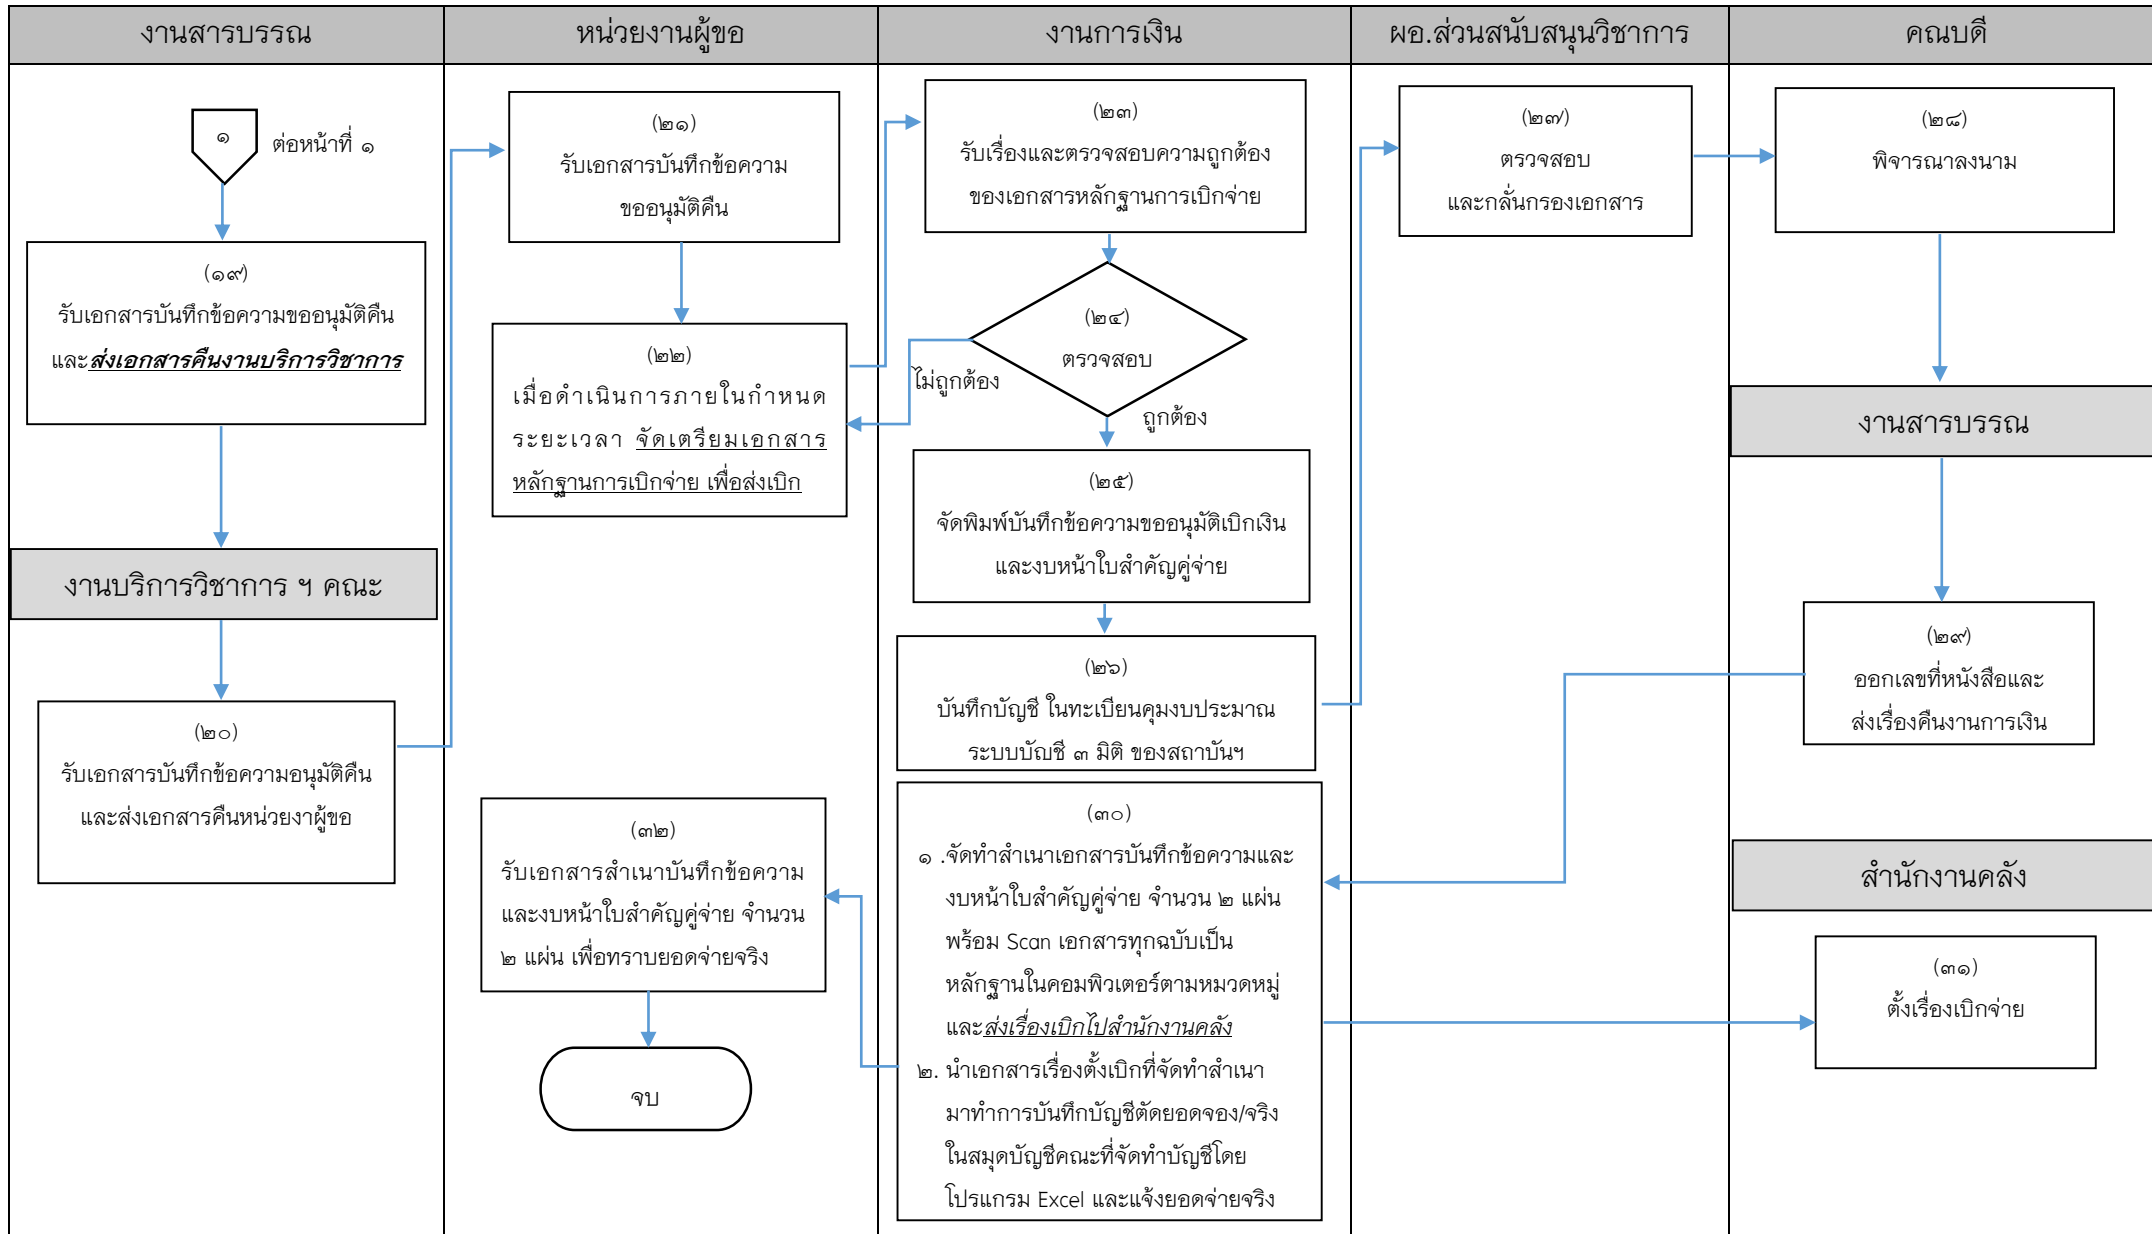 งานสารบรรณ
หน่วยงานผู้ขอ
งานการเงิน
ผอ.ส่วนสนับสนุนวิชาการ
คณบดี
๑
ต่อหน้าที่ ๑
(๑๙)
รับเอกสารบันทึกข้อความขออนุมัติคืน
และส่งเอกสารคืนงานบริการวิชาการ
งานบริการวิชาการ ฯ คณะ
(๒๐)
รับเอกสารบันทึกข้อความอนุมัติคืน
และส่งเอกสารคืนหน่วยงาผู้ขอ
(๒๑)
รับเอกสารบันทึกข้อความ
ขออนุมัติคืน
(๒๒)
เมื่อดำเนินการภายในกำหนด
ระยะเวลา จัดเตรียมเอกสาร
หลักฐานการเบิกจ่าย เพื่อส่งเบิก
(๓๒)
รับเอกสารสำเนาบันทึกข้อความ
และงบหน้าใบสำคัญคู่จ่าย จำนวน
๒ แผ่น เพื่อทราบยอดจ่ายจริง
จบ
(๒๓)
รับเรื่องและตรวจสอบความถูกต้อง
ของเอกสารหลักฐานการเบิกจ่าย
(๒๔)
ตรวจสอบ
ไม่ถูกต้อง
ถูกต้อง
(๒๕)
จัดพิมพ์บันทึกข้อความขออนุมัติเบิกเงิน
และงบหน้าใบสำคัญคู่จ่าย
(๒๖)
บันทึกบัญชี ในทะเบียนคุมงบประมาณ
ระบบบัญชี ๓ มิติ ของสถาบันฯ
(๓๐)
๑ .จัดทำสำเนาเอกสารบันทึกข้อความและ
งบหน้าใบสำคัญคู่จ่าย จำนวน ๒ แผ่น
พร้อม Scan เอกสารทุกฉบับเป็น
หลักฐานในคอมพิวเตอร์ตามหมวดหมู่
และส่งเรื่องเบิกไปสำนักงานคลัง
๒. นำเอกสารเรื่องตั้งเบิกที่จัดทำสำเนา
มาทำการบันทึกบัญชีตัดยอดจอง/จริง
ในสมุดบัญชีคณะที่จัดทำบัญชีโดย
โปรแกรม Excel และแจ้งยอดจ่ายจริง
(๒๗)
ตรวจสอบ
และกลั่นกรองเอกสาร
(๒๘)
พิจารณาลงนาม
งานสารบรรณ
(๒๙)
ออกเลขที่หนังสือและ
ส่งเรื่องคืนงานการเงิน
สำนักงานคลัง
(๓๑)
ตั้งเรื่องเบิกจ่าย